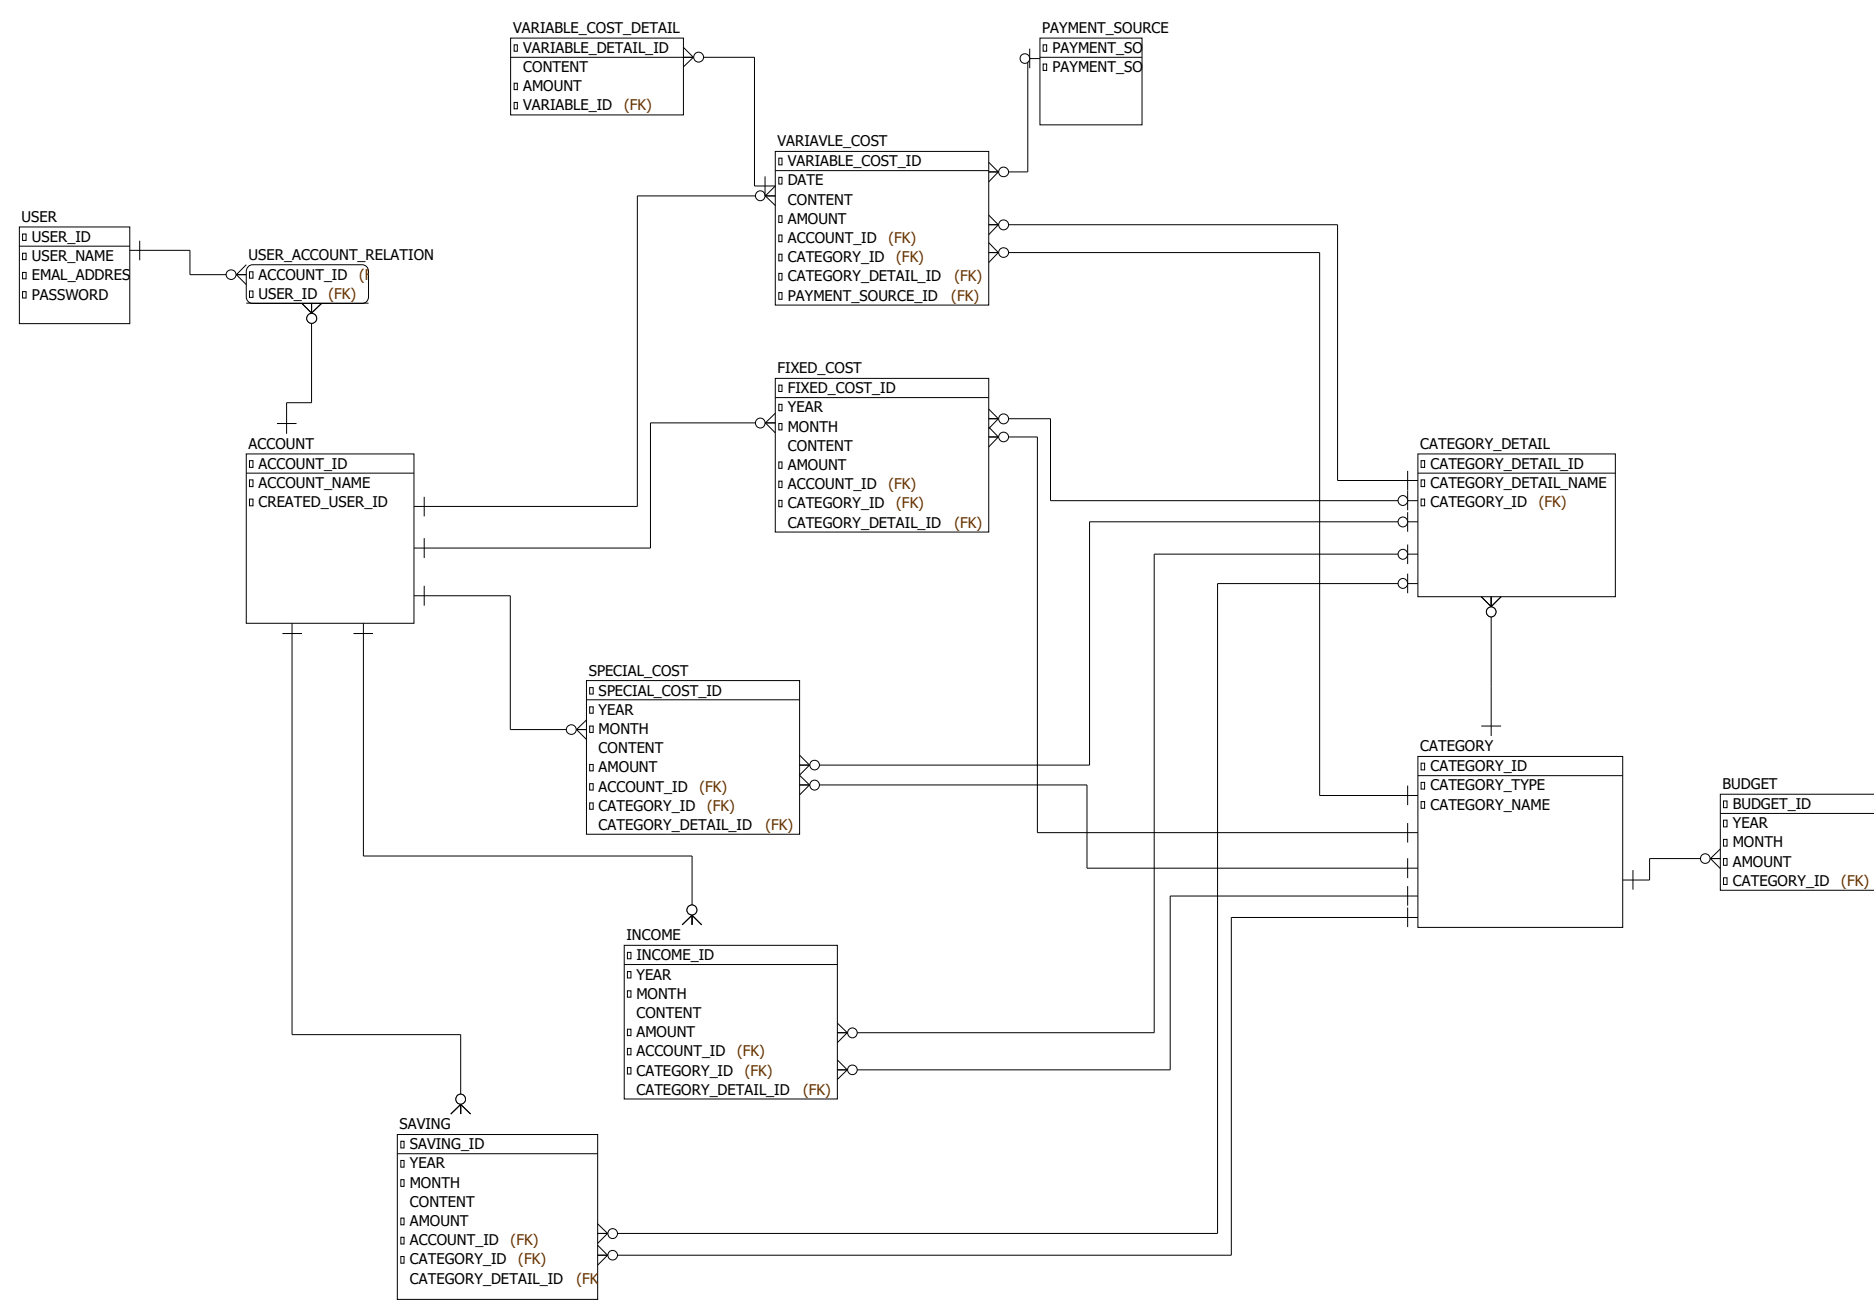 VARIABLE_COST_DETAIL
VARIABLE_DETAIL_ID
CONTENT
AMOUNT
VARIABLE_ID (FK)
PAYMENT_SOURCE
PAYMENT_SO
PAYMENT_SO
VARIAVLE_COST
VARIABLE_COST_ID
DATE
CONTENT
AMOUNT
ACCOUNT_ID (FK)
CATEGORY_ID (FK)
CATEGORY_DETAIL_ID (FK)
PAYMENT_SOURCE_ID (FK)
USER
USER_ID
USER_NAME
EMAL_ADDRES
PASSWORD
USER_ACCOUNT_RELATION
ACCOUNT_ID (F
USER_ID (FK)
FIXED_COST
FIXED_COST_ID
YEAR
MONTH
CONTENT
AMOUNT
ACCOUNT_ID (FK)
CATEGORY_ID (FK)
CATEGORY_DETAIL_ID (FK)
ACCOUNT
ACCOUNT_ID
ACCOUNT_NAME
CREATED_USER_ID
CATEGORY_DETAIL
CATEGORY_DETAIL_ID
CATEGORY_DETAIL_NAME
CATEGORY_ID (FK)
SPECIAL_COST
SPECIAL_COST_ID
YEAR
MONTH
CONTENT
AMOUNT
ACCOUNT_ID (FK)
CATEGORY_ID (FK)
CATEGORY_DETAIL_ID (FK)
CATEGORY
CATEGORY_ID
CATEGORY_TYPE
CATEGORY_NAME
BUDGET
BUDGET_ID
YEAR
MONTH
AMOUNT
CATEGORY_ID (FK)
INCOME
INCOME_ID
YEAR
MONTH
CONTENT
AMOUNT
ACCOUNT_ID (FK)
CATEGORY_ID (FK)
CATEGORY_DETAIL_ID (FK)
SAVING
SAVING_ID
YEAR
MONTH
CONTENT
AMOUNT
ACCOUNT_ID (FK)
CATEGORY_ID (FK)
CATEGORY_DETAIL_ID (FK